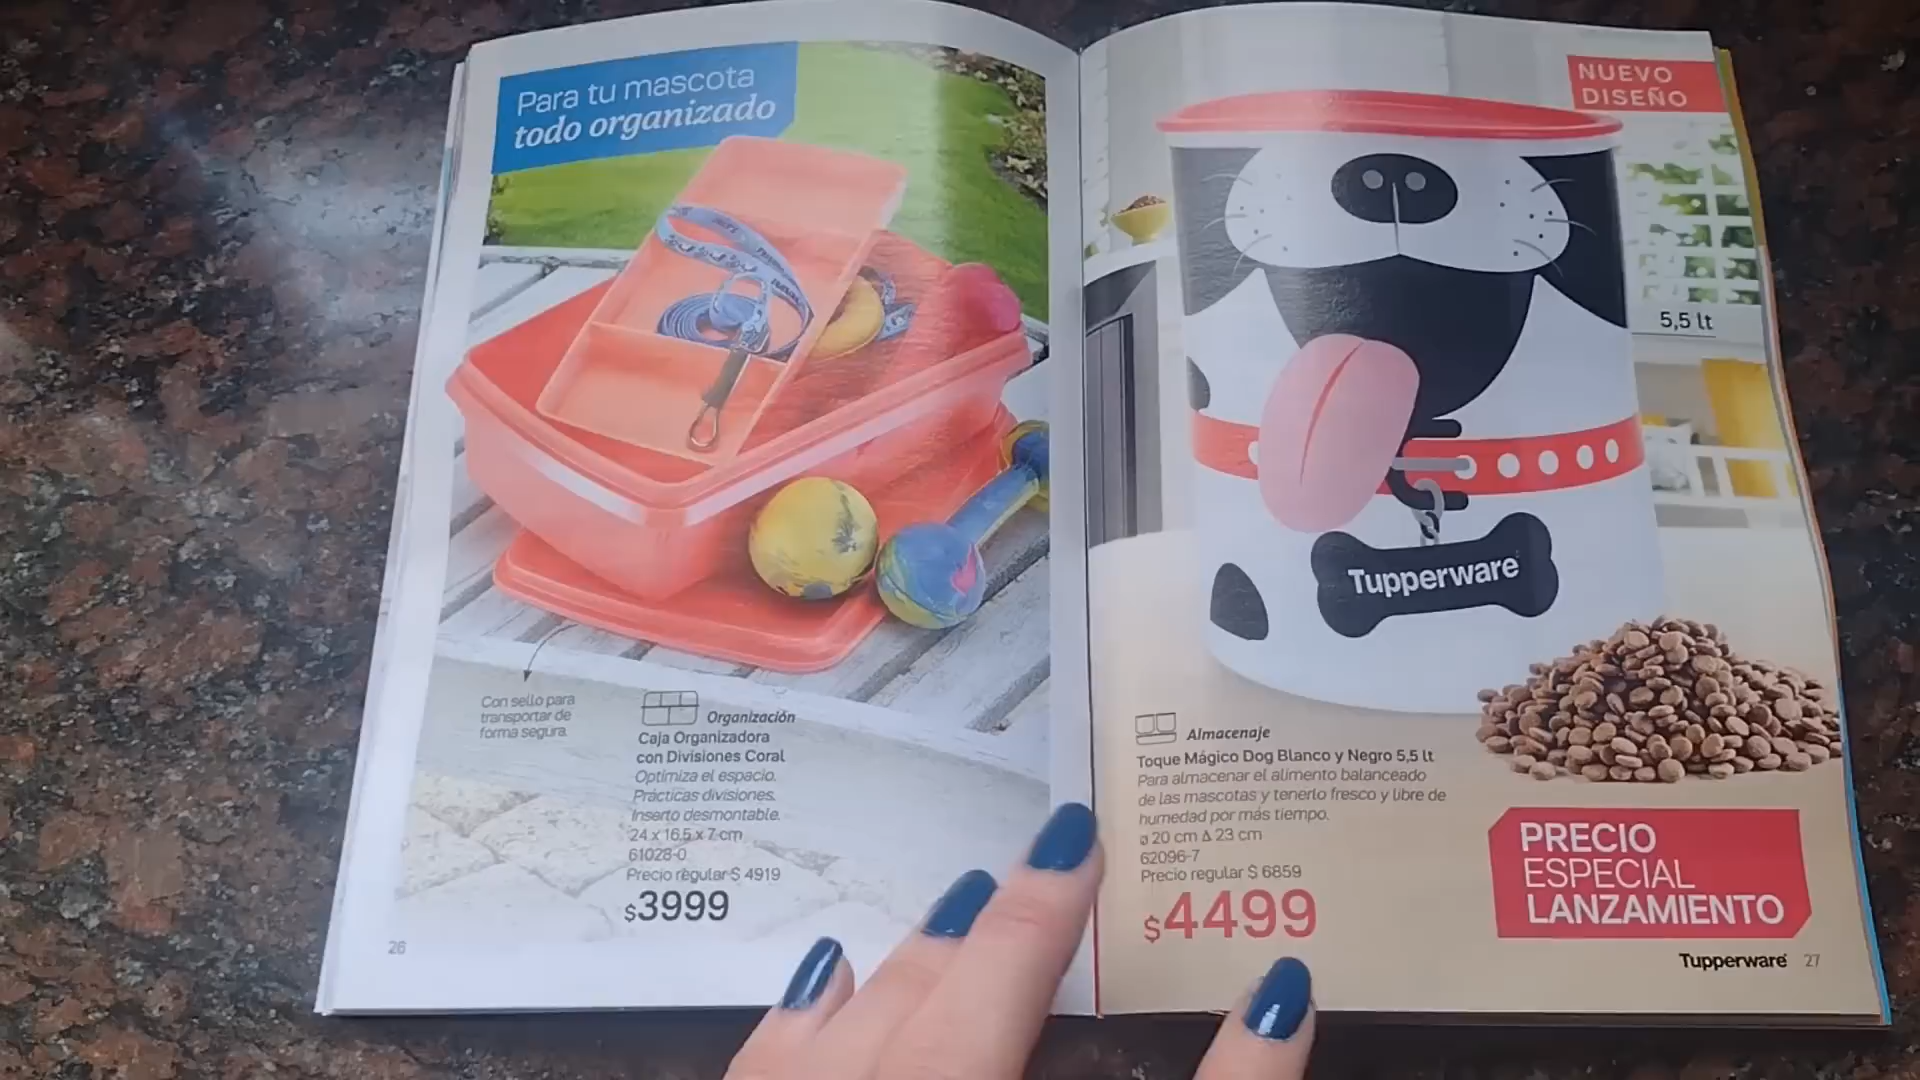 Para tu mascota
todo organizado
Con sello para
transportar de
forma segura.
Organización
Caja Organizadora
con Divisiones Coral
Optimiza el espacio.
Prácticas divisiones.
Inserto desmontable.
24 x 16,5 x 7 cm
61028-0
Precio regular $ 4919
$3999
26
NUEVO
DISEÑO
5,5 lt
Tupperware
Almacenaje
Toque Mágico Dog Blanco y Negro 5,5 lt
Para almacenar el alimento balanceado
de las mascotas y tenerlo fresco y libre de
humedad por más tiempo.
ø 20 cm Δ 23 cm
62096-7
Precio regular $ 6859
$4499
PRECIO
ESPECIAL
LANZAMIENTO
Tupperware 27